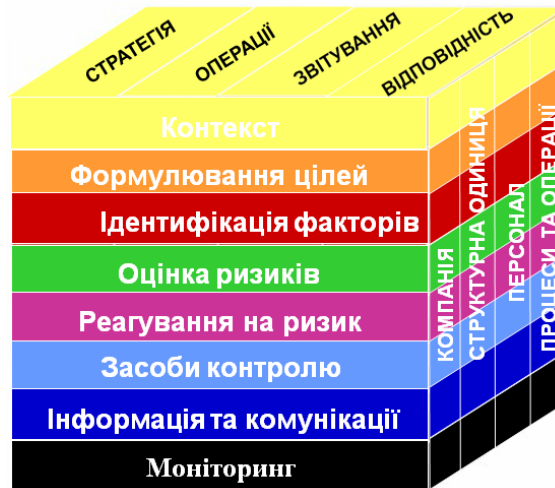 СТРАТЕГІЯ
ОПЕРАЦІЇ
ЗВІТУВАННЯ
ВІДПОВІДНІСТЬ
Контекст
Формулювання цілей
Ідентифікація факторів
Оцінка ризиків
Реагування на ризик
Засоби контролю
Інформація та комунікації
Моніторинг
КОМПАНІЯ
СТРУКТУРНА ОДИНИЦЯ
ПЕРСОНАЛ
ПРОЦЕСИ ТА ОПЕРАЦІЇ